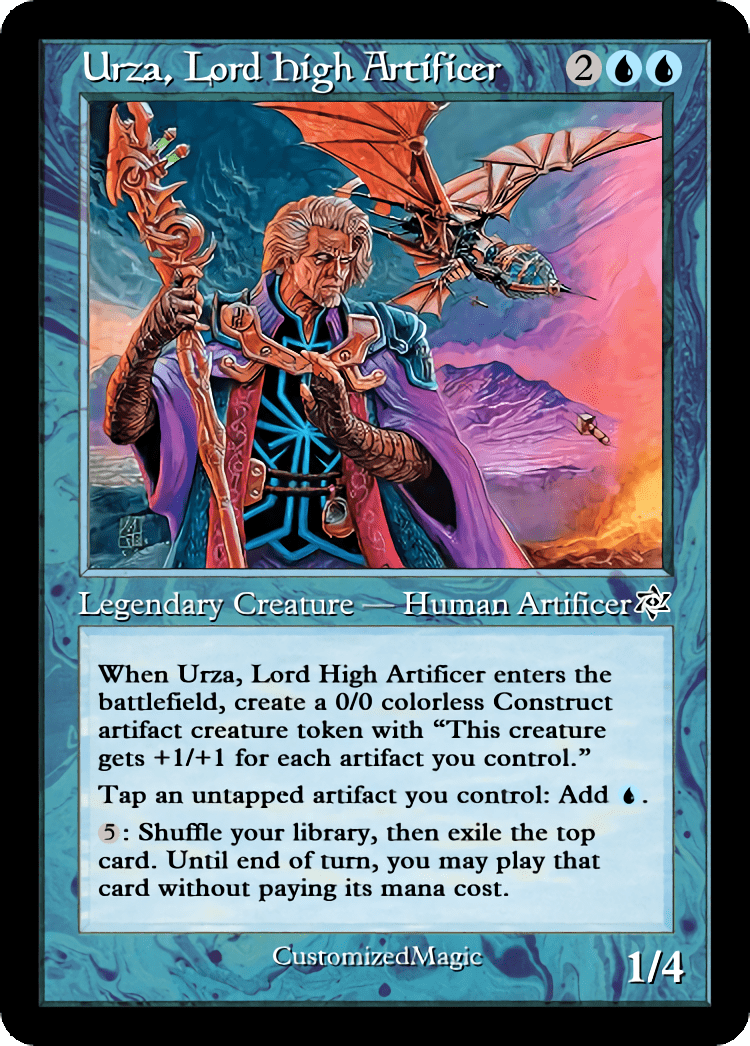 Urza, Lord High Artificer 2
Legendary Creature — Human Artificer
When Urza, Lord High Artificer enters the
battlefield, create a 0/0 colorless Construct
artifact creature token with “This creature
gets +1/+1 for each artifact you control.”
Tap an untapped artifact you control: Add .
5: Shuffle your library, then exile the top
card. Until end of turn, you may play that
card without paying its mana cost.
CustomizedMagic
1/4